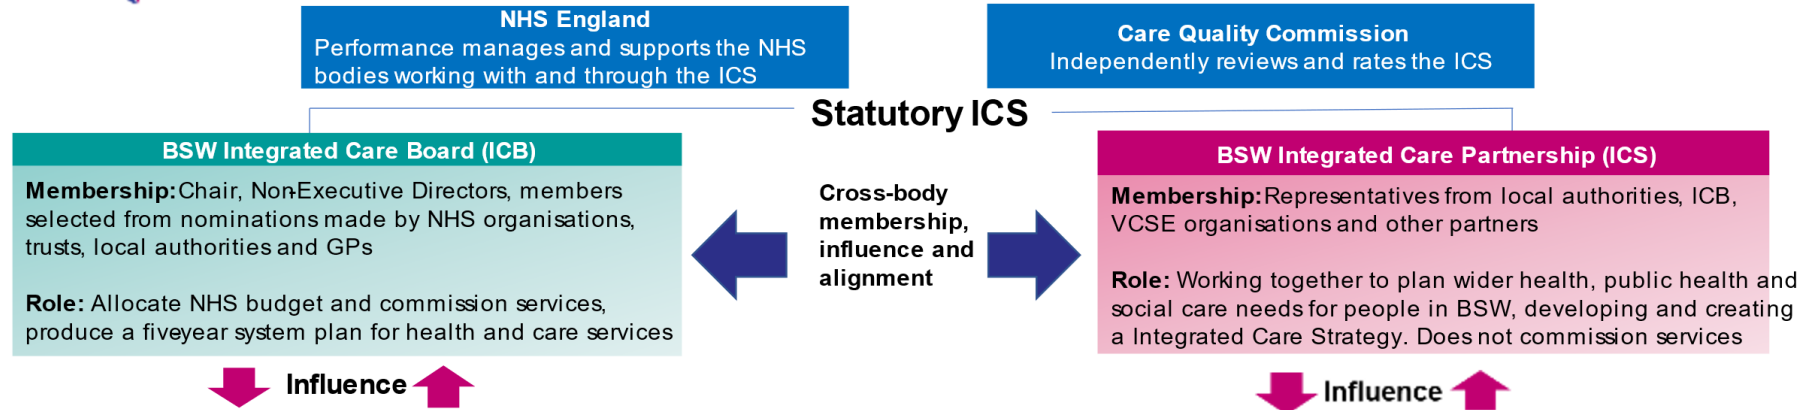 NHS England
Performance manages and supports the NHS
bodies working with and through the ICS
Care Quality Commission
Independently reviews and rates the ICS
Statutory ICS
BSW Integrated Care Board (ICB)
Membership:Chair, Non-Executive Directors, members
selected from nominations made by NHS organisations,
trusts, local authorities and GPs
Role: Allocate NHS budget and commission services,
produce a fiveyear system plan for health and care services
Cross-body
membership,
influence and
alignment
BSW Integrated Care Partnership (ICS)
Membership:Representatives from local authorities, ICB,
VCSE organisations and other partners
Role: Working together to plan wider health, public health and
social care needs for people in BSW, developing and creating
a Integrated Care Strategy. Does not commission services
Influence
Influence